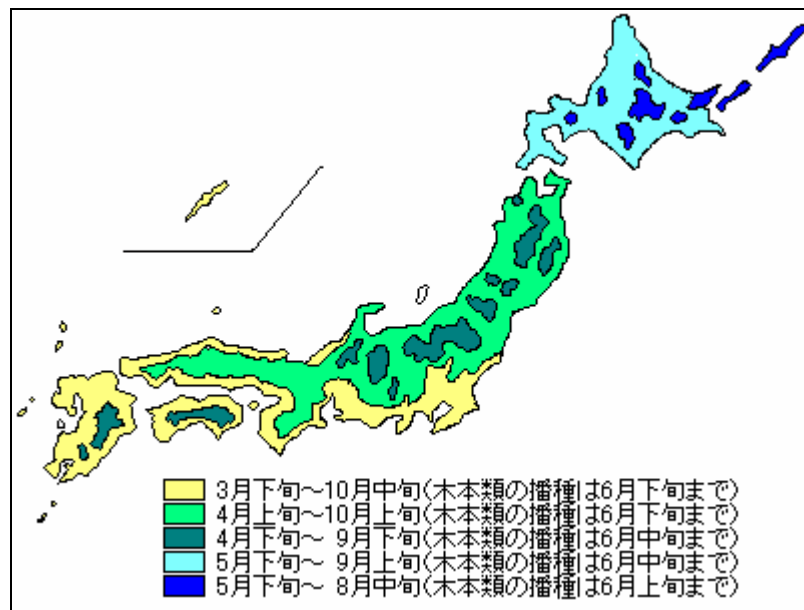 3月下旬～10月中旬(木本類の播種は6月下旬まで)
4月上旬～10月上旬(木本類の播種は6月下旬まで)
4月下旬～ 9月下旬(木本類の播種は6月中旬まで)
5月下旬～ 9月上旬(木本類の播種は6月中旬まで)
5月下旬～ 8月中旬(木本類の播種は6月上旬まで)